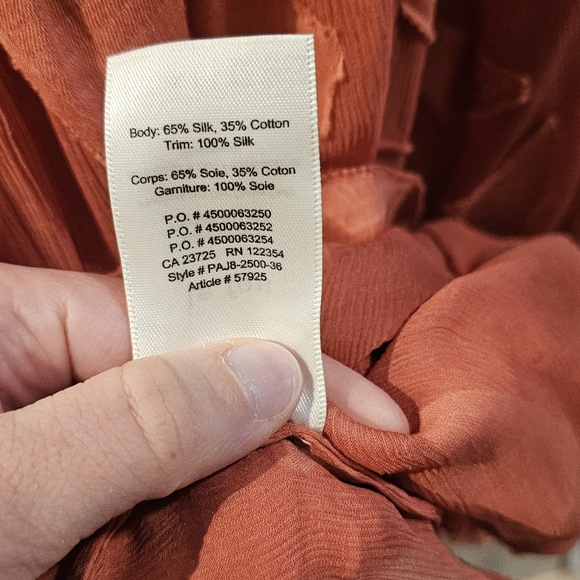 Body: 65% Silk, 35% Cotton
Trim: 100% Silk
Corps: 65% Soie, 35% Coton
Garniture: 100% Soie
P.O. # 4500063250
P.O. # 4500063252
P.O. # 4500063254
CA 23725 RN 122354
Style # PAJ8-2500-36
Article # 57925